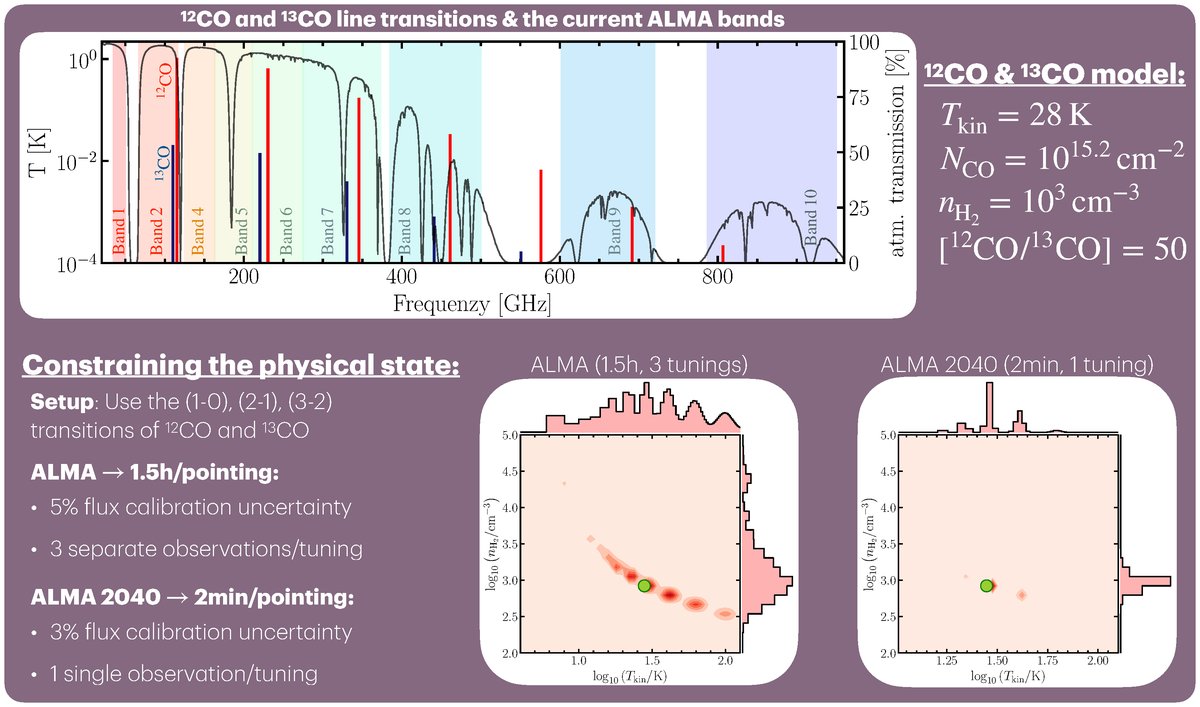 ¹²CO and ¹³CO line transitions & the current ALMA bands
T [K]
10⁰
10⁻²
10⁻⁴
¹²CO
¹³CO
Band 1
Band 2
Band 4
Band 5
Band 6
Band 7
Band 8
Band 9
Band 10
100
75
50
25
0
atm. transmission [%]
200
400
600
800
Frequenzy [GHz]
¹²CO & ¹³CO model:
T_kin = 28 K
N_CO = 10¹⁵·² cm⁻²
n_H₂ = 10³ cm⁻³
[¹²CO/¹³CO] = 50
Constraining the physical state:
Setup: Use the (1-0), (2-1), (3-2)
transitions of ¹²CO and ¹³CO
ALMA → 1.5h/pointing:
• 5% flux calibration uncertainty
• 3 separate observations/tuning
ALMA 2040 → 2min/pointing:
• 3% flux calibration uncertainty
• 1 single observation/tuning
ALMA (1.5h, 3 tunings)
5.0
4.5
4.0
3.5
3.0
2.5
2.0
log₁₀ (n_H₂/cm⁻³)
1.0
1.5
2.0
log₁₀ (T_kin/K)
ALMA 2040 (2min, 1 tuning)
5.0
4.5
4.0
3.5
3.0
2.5
2.0
log₁₀ (n_H₂/cm⁻³)
1.25
1.50
1.75
2.00
log₁₀ (T_kin/K)